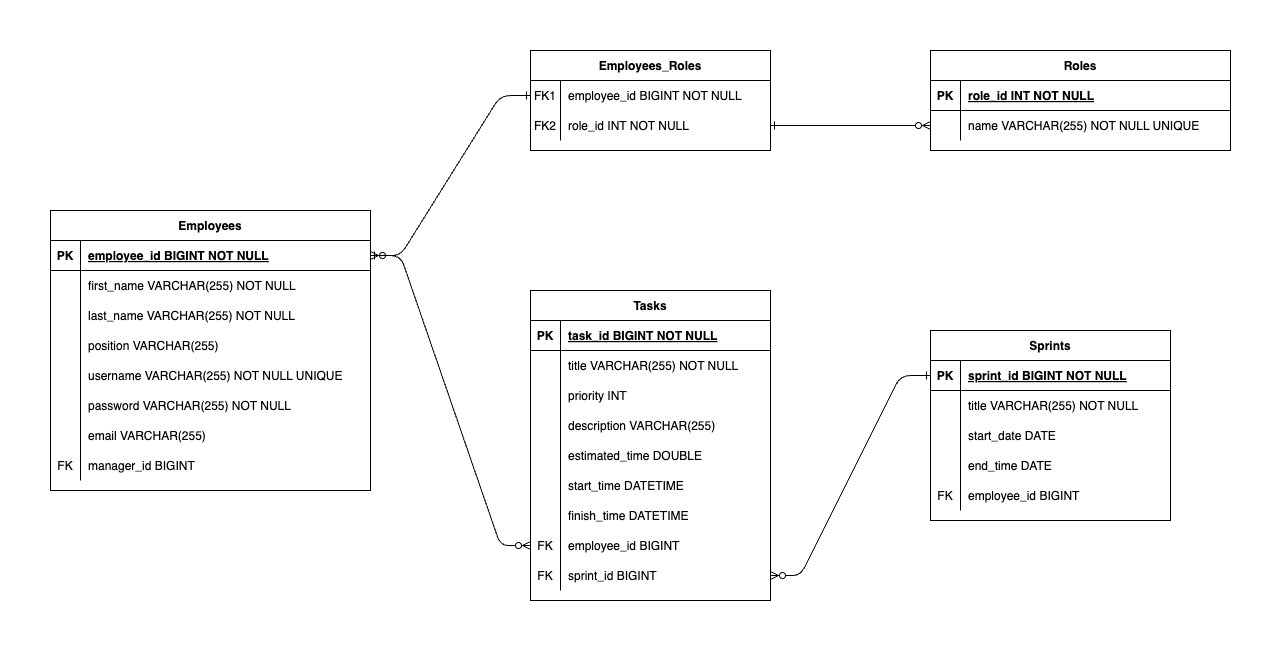 Employees_Roles
FK1 employee_id BIGINT NOT NULL
FK2 role_id INT NOT NULL
Roles
PK role_id INT NOT NULL
name VARCHAR(255) NOT NULL UNIQUE
Employees
PK employee_id BIGINT NOT NULL
first_name VARCHAR(255) NOT NULL
last_name VARCHAR(255) NOT NULL
position VARCHAR(255)
username VARCHAR(255) NOT NULL UNIQUE
password VARCHAR(255) NOT NULL
email VARCHAR(255)
FK manager_id BIGINT
Tasks
PK task_id BIGINT NOT NULL
title VARCHAR(255) NOT NULL
priority INT
description VARCHAR(255)
estimated_time DOUBLE
start_time DATETIME
finish_time DATETIME
FK employee_id BIGINT
FK sprint_id BIGINT
Sprints
PK sprint_id BIGINT NOT NULL
title VARCHAR(255) NOT NULL
start_date DATE
end_time DATE
FK employee_id BIGINT